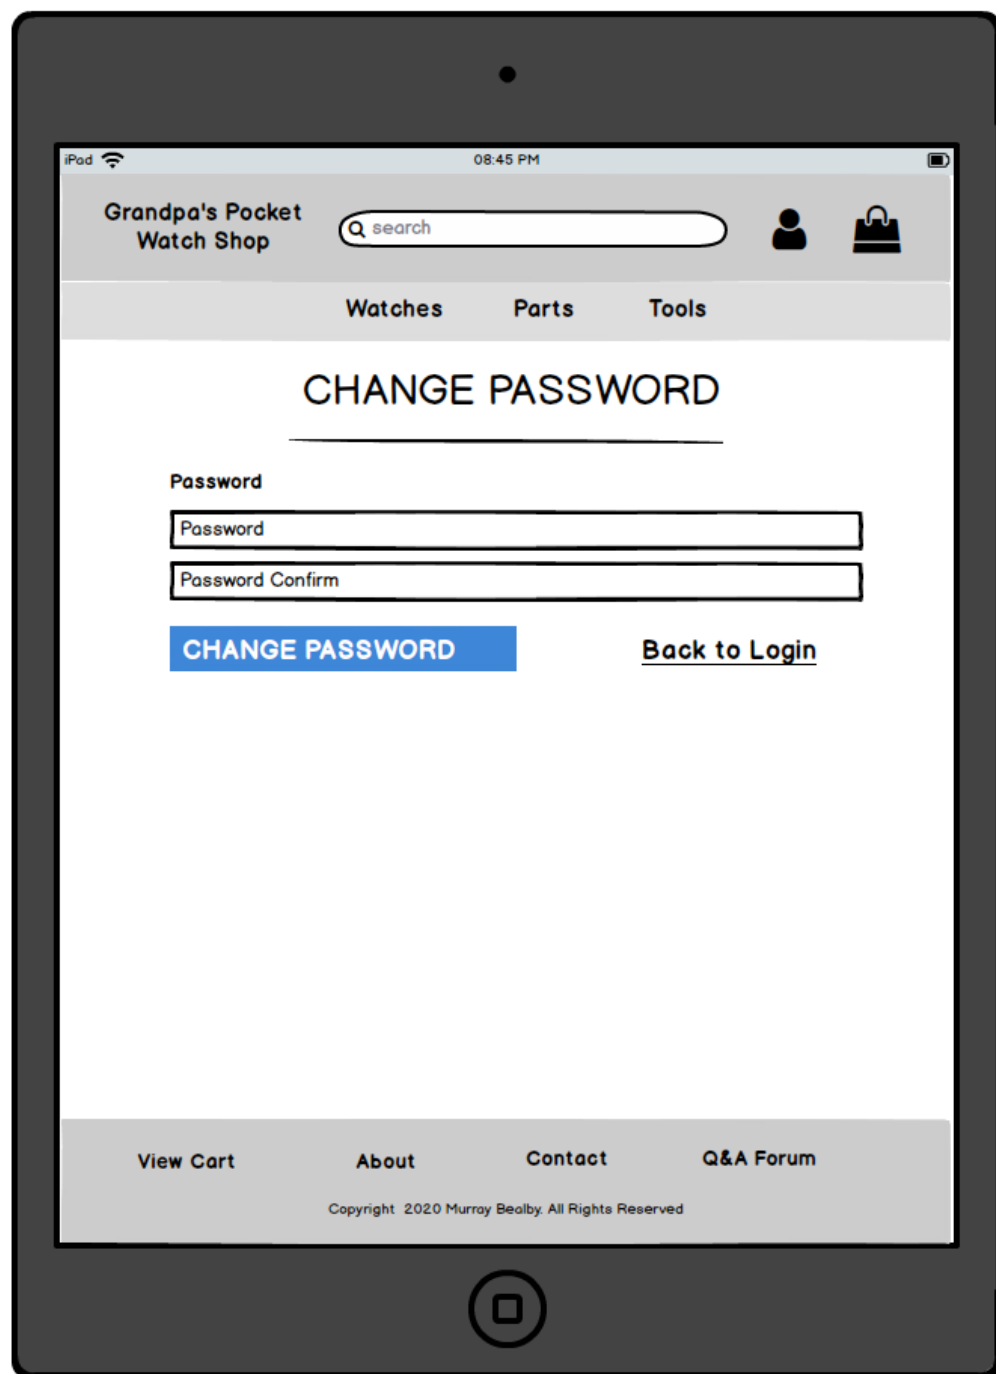 iPad
08:45 PM
Grandpa's Pocket
Watch Shop
search
Watches Parts Tools
CHANGE PASSWORD
Password
Password
Password Confirm
CHANGE PASSWORD Back to Login
View Cart About Contact Q&A Forum
Copyright 2020 Murray Bealby. All Rights Reserved